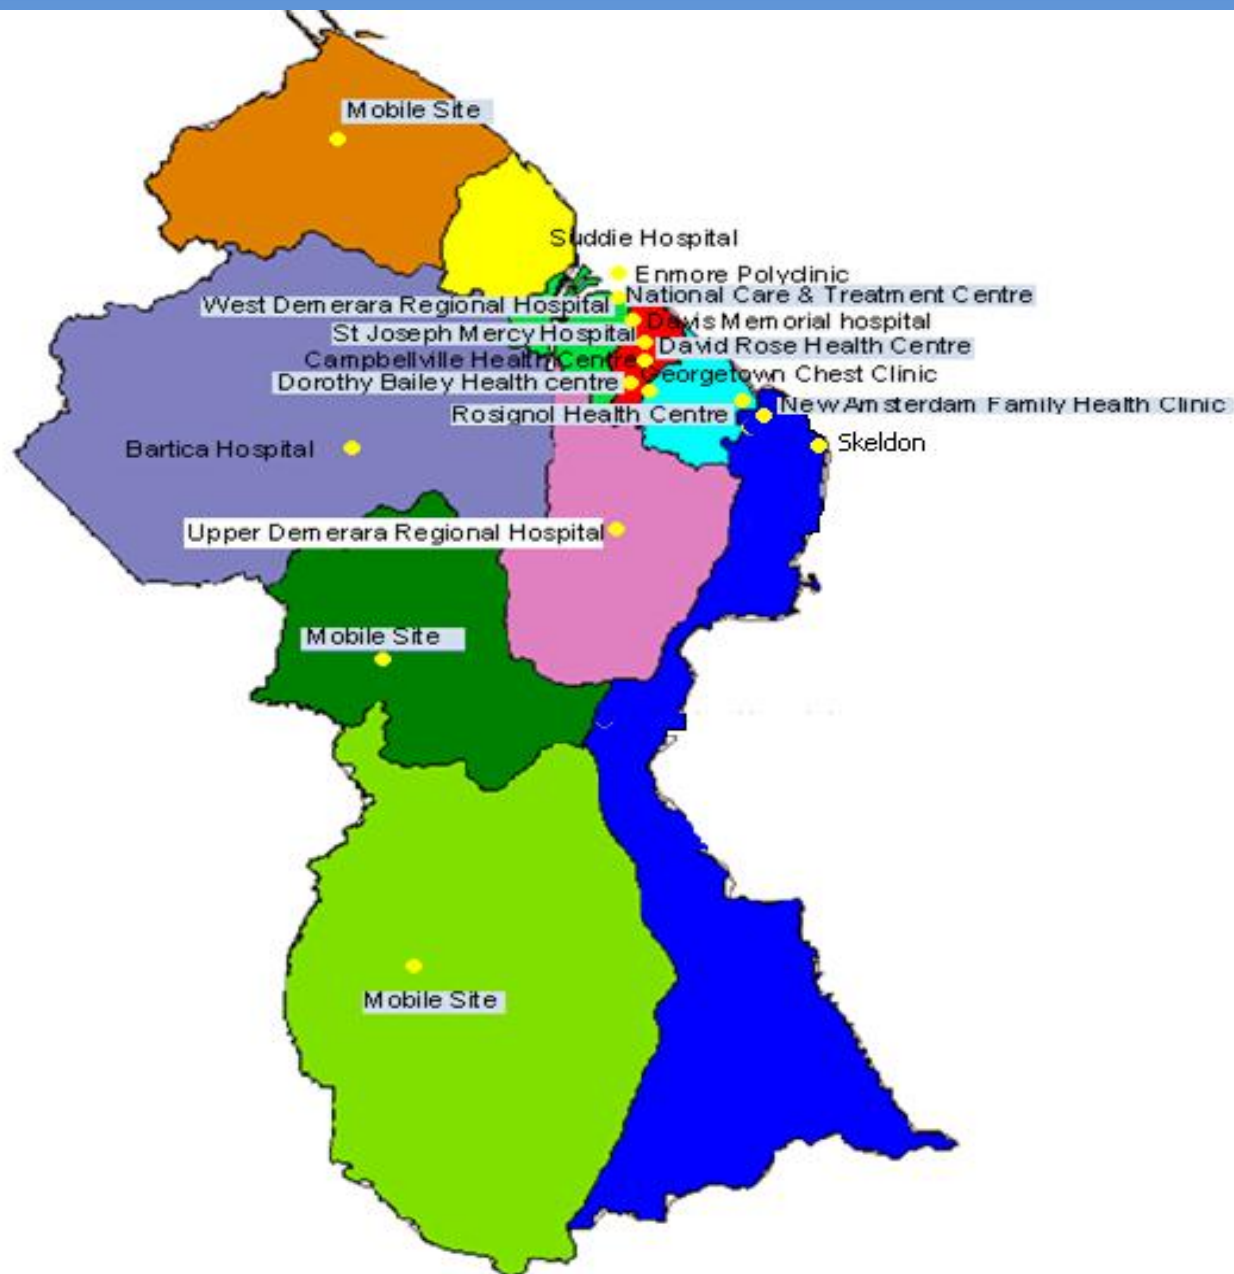 Mobile Site
Suddie Hospital
Enmore Polyclinic
West Demerara Regional Hospital
National Care & Treatment Centre
Davis Memorial hospital
St Joseph Mercy Hospital
David Rose Health Centre
Campbellville Health Centre
Georgetown Chest Clinic
Dorothy Bailey Health centre
New Amsterdam Family Health Clinic
Rosignol Health Centre
Skeldon
Bartica Hospital
Upper Demerara Regional Hospital
Mobile Site
Mobile Site